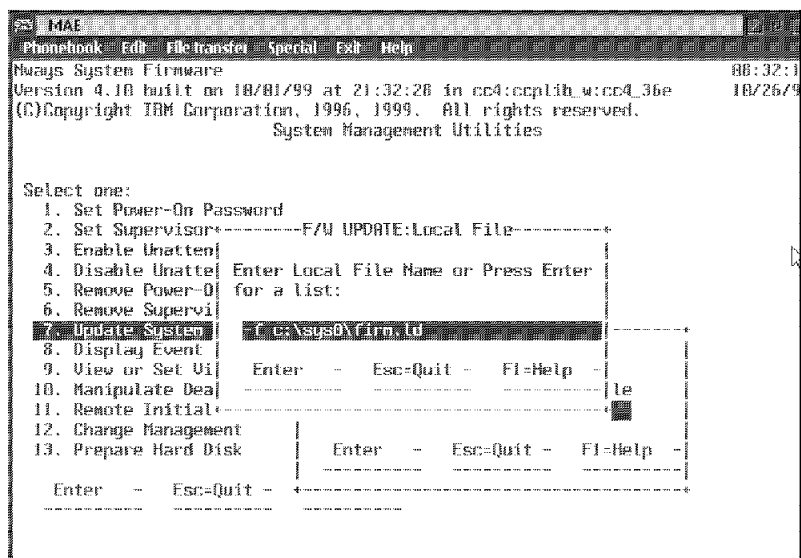 MAE
Phonebook Edit File transfer Special Exit Help
Nways System Firmware 08:32:1
Version 4.10 built on 10/01/99 at 21:32:28 in cc4:ccplib_w:cc4_36e 10/26/9
(C)Copyright IBM Corporation, 1996, 1999. All rights reserved.
System Management Utilities
Select one:
1. Set Power-On Password
2. Set Supervisor F/W UPDATE:Local File
3. Enable Unatten
4. Disable Unatte Enter Local File Name or Press Enter
5. Remove Power-O for a list:
6. Remove Supervi
7. Update System -f c:\sys0\firm.ld
8. Display Event
9. View or Set Vi Enter - Esc=Quit - F1=Help -
10. Manipulate Dea le
11. Remote Initial
12. Change Management
13. Prepare Hard Disk Enter - Esc=Quit - F1=Help -
Enter - Esc=Quit -